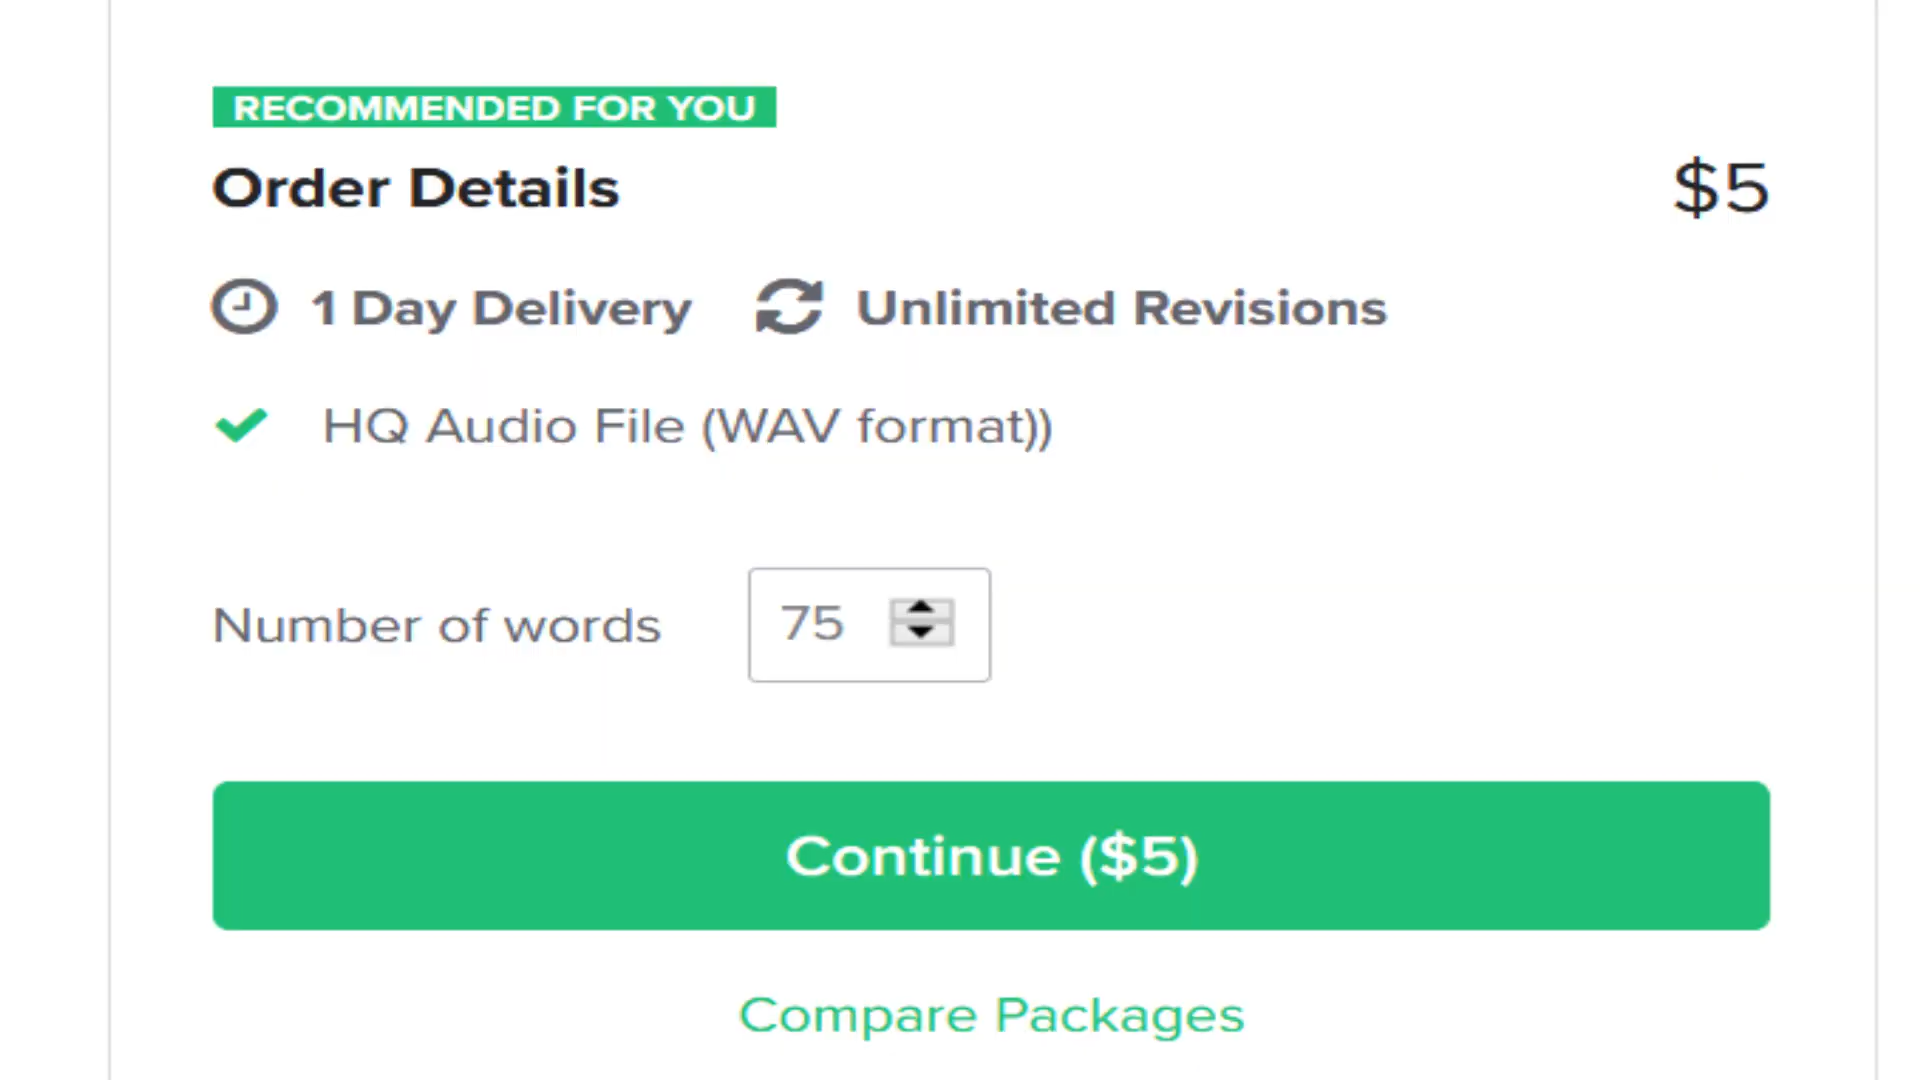 RECOMMENDED FOR YOU
Order Details $5
1 Day Delivery Unlimited Revisions
HQ Audio File (WAV format))
Number of words 75
Continue ($5)
Compare Packages